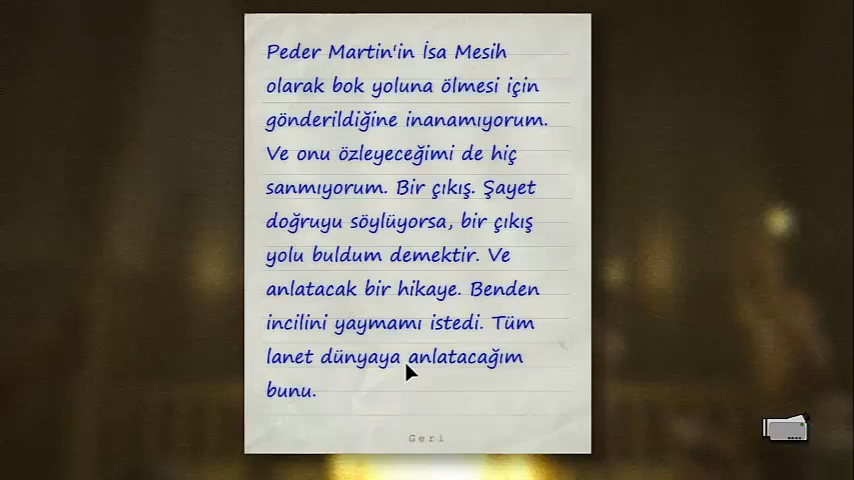 Peder Martin'in İsa Mesih
olarak bok yoluna ölmesi için
gönderildiğine inanamıyorum.
Ve onu özleyeceğimi de hiç
sanmıyorum. Bir çıkış. Şayet
doğruyu söylüyorsa, bir çıkış
yolu buldum demektir. Ve
anlatacak bir hikaye. Benden
incilini yaymamı istedi. Tüm
lanet dünyaya anlatacağım
bunu.
Geri